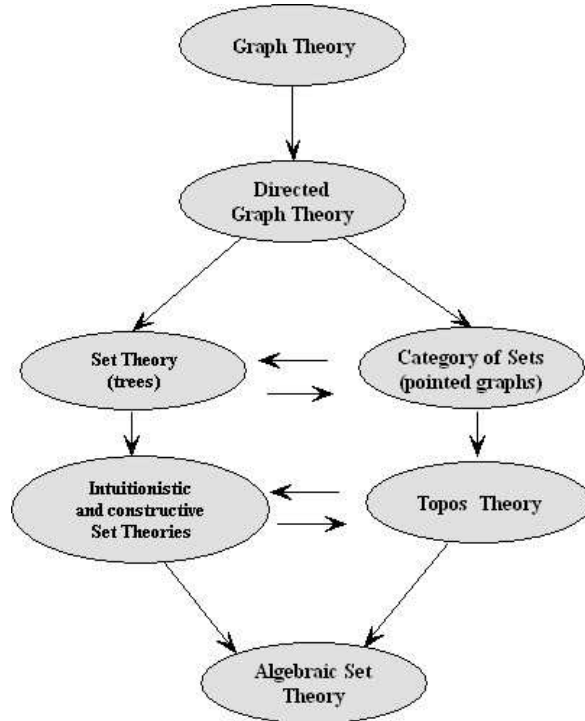 Graph Theory
Directed
Graph Theory
Set Theory
(trees)
Category of Sets
(pointed graphs)
Intuitionistic
and constructive
Set Theories
Topos Theory
Algebraic Set
Theory